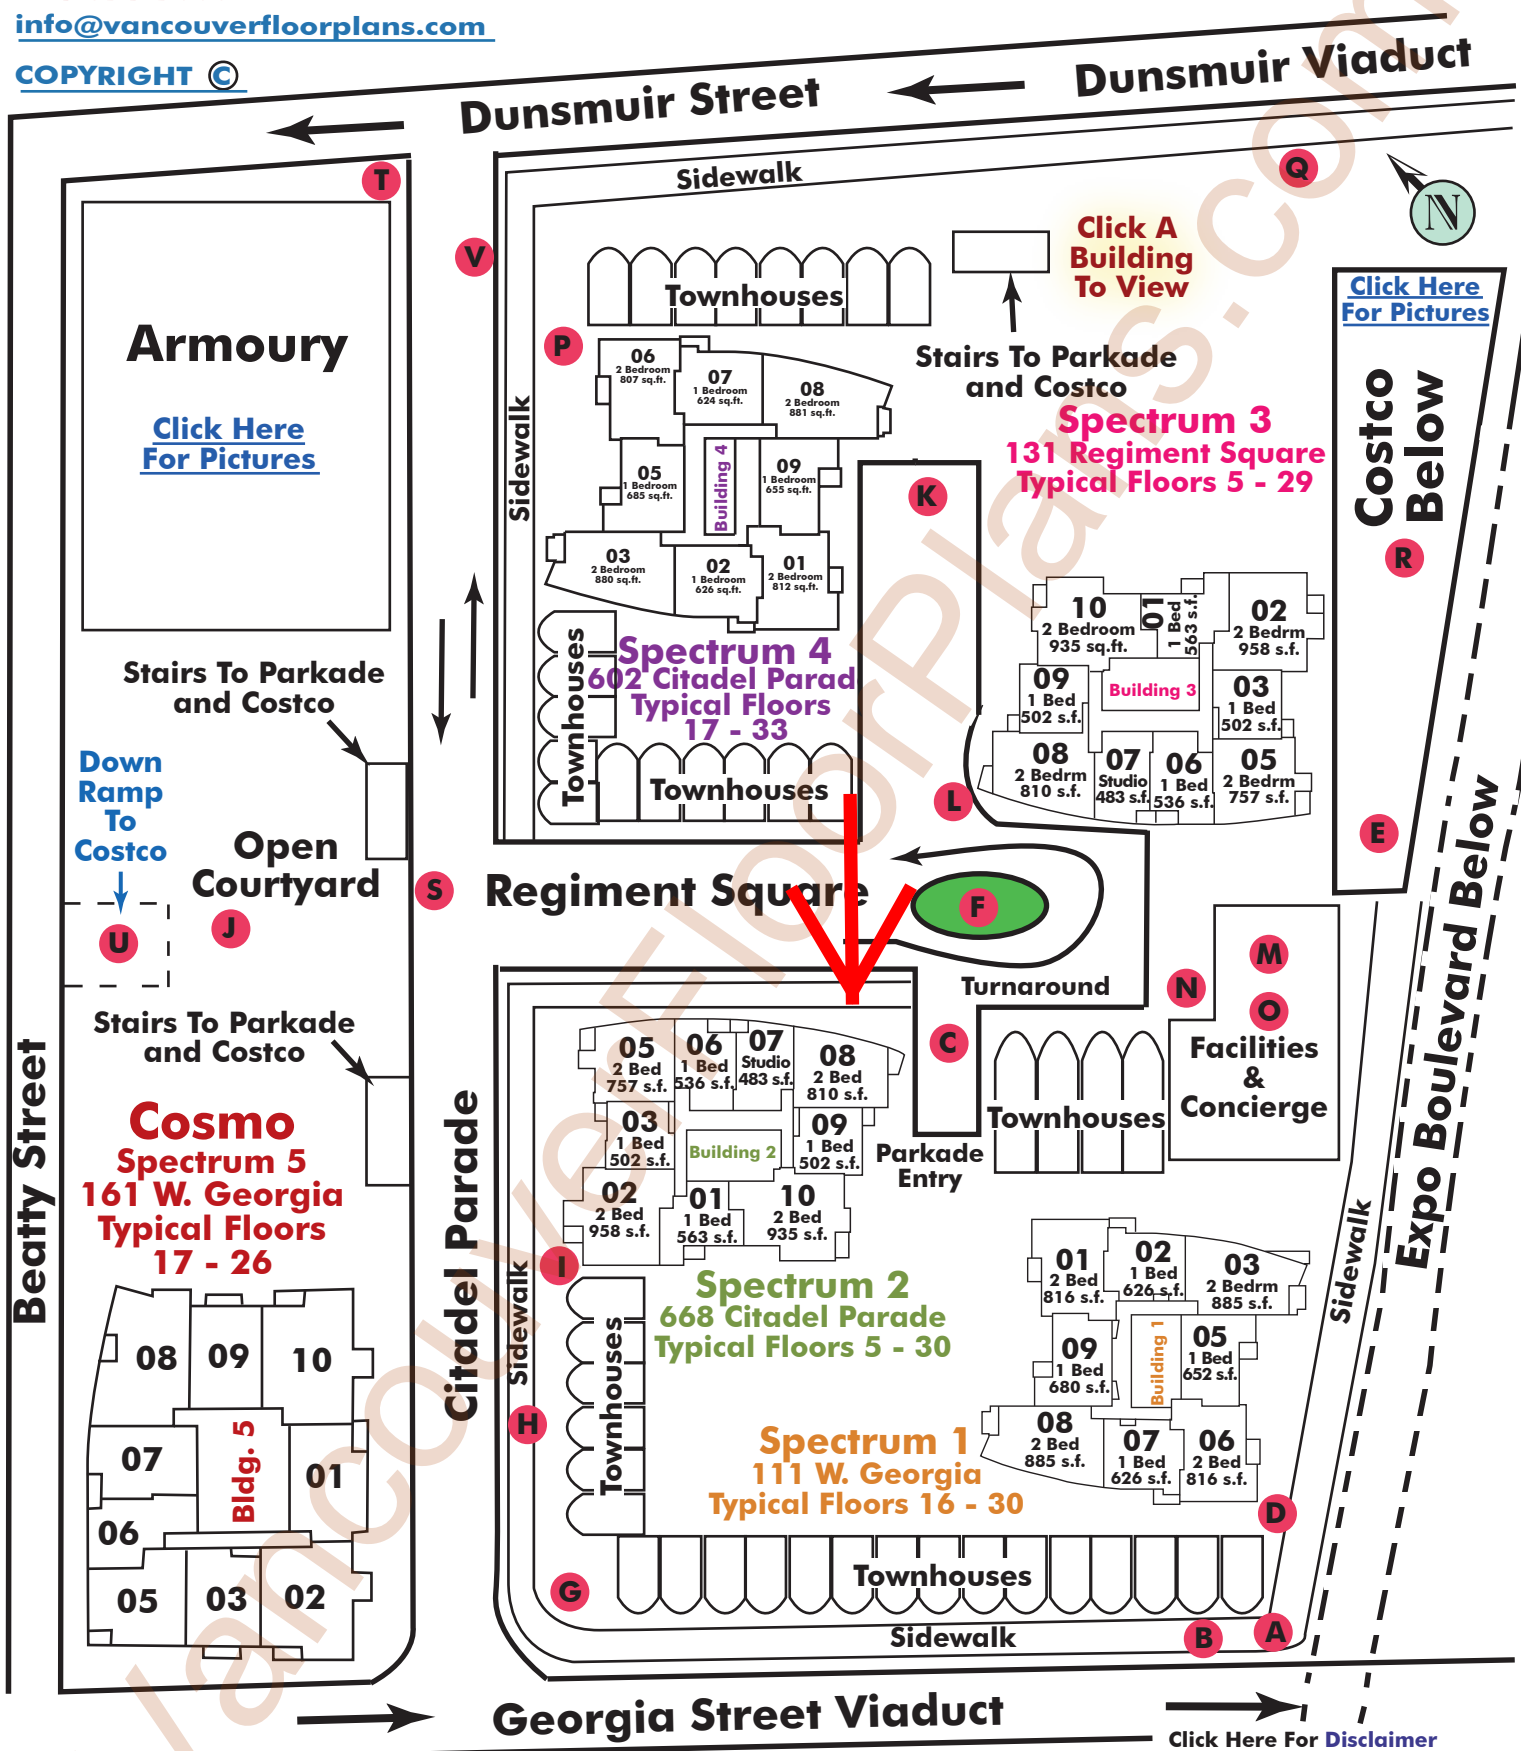 info@vancouverfloorplans.com
COPYRIGHT ©
Dunsmuir Street
Dunsmuir Viaduct
T
Sidewalk
Q
N
V
Click A
Building
To View
Townhouses
Click Here
For Pictures
Armoury
Click Here
For Pictures
P
Stairs To Parkade
and Costco
06
2 Bedroom
807 sq.ft.
07
1 Bedroom
624 sq.ft.
08
2 Bedroom
881 sq.ft.
Sidewalk
Costco
Below
R
Spectrum 3
131 Regiment Square
Typical Floors 5 - 29
05
1 Bedroom
685 sq.ft.
Building 4
09
1 Bedroom
655 sq.ft.
K
03
2 Bedroom
880 sq.ft.
02
1 Bedroom
626 sq.ft.
01
2 Bedroom
812 sq.ft.
10
2 Bedroom
935 sq.ft.
01
1 Bed
563 s.f.
02
2 Bedrm
958 s.f.
Townhouses
Spectrum 4
602 Citadel Parad
Typical Floors
17 - 33
Building 3
09
1 Bed
502 s.f.
03
1 Bed
502 s.f.
Stairs To Parkade
and Costco
08
2 Bedrm
810 s.f.
07
Studio
483 s.f.
06
1 Bed
536 s.f.
05
2 Bedrm
757 s.f.
Townhouses
L
E
Down
Ramp
To
Costco
U
J
Open
Courtyard
S
Regiment Square
F
Turnaround
Expo Boulevard Below
M
N
O
Facilities
&
Concierge
Stairs To Parkade
and Costco
Beatty Street
Citadel Parade
C
Parkade
Entry
Townhouses
05
2 Bed
757 s.f.
06
1 Bed
536 s.f.
07
Studio
483 s.f.
08
2 Bed
810 s.f.
03
1 Bed
502 s.f.
Building 2
09
1 Bed
502 s.f.
02
2 Bed
958 s.f.
01
1 Bed
563 s.f.
10
2 Bed
935 s.f.
Cosmo
Spectrum 5
161 W. Georgia
Typical Floors
17 - 26
I
Sidewalk
Spectrum 2
668 Citadel Parade
Typical Floors 5 - 30
Sidewalk
01
2 Bed
816 s.f.
02
1 Bed
626 s.f.
03
2 Bedrm
885 s.f.
09
1 Bed
680 s.f.
Building 1
05
1 Bed
652 s.f.
08
2 Bed
885 s.f.
07
1 Bed
626 s.f.
06
2 Bed
816 s.f.
Townhouses
H
Spectrum 1
111 W. Georgia
Typical Floors 16 - 30
D
08
09
10
07
Bldg. 5
01
06
05
03
02
G
Townhouses
Sidewalk
B
A
Georgia Street Viaduct
Click Here For Disclaimer
VancouverFloorPlans.com